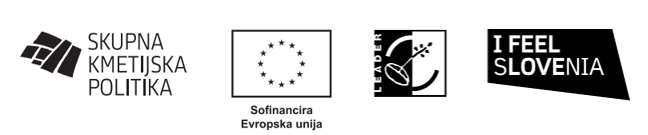 SKUPNA
KMETIJSKA
POLITIKA
Sofinancira
Evropska unija
LEADER
I FEEL
SLOVENIA